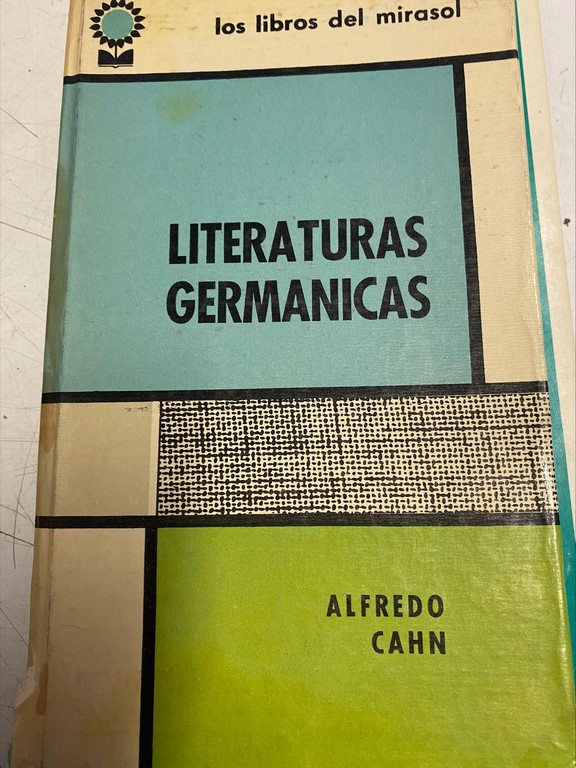 los libros del mirasol
LITERATURAS
GERMANICAS
ALFREDO
CAHN